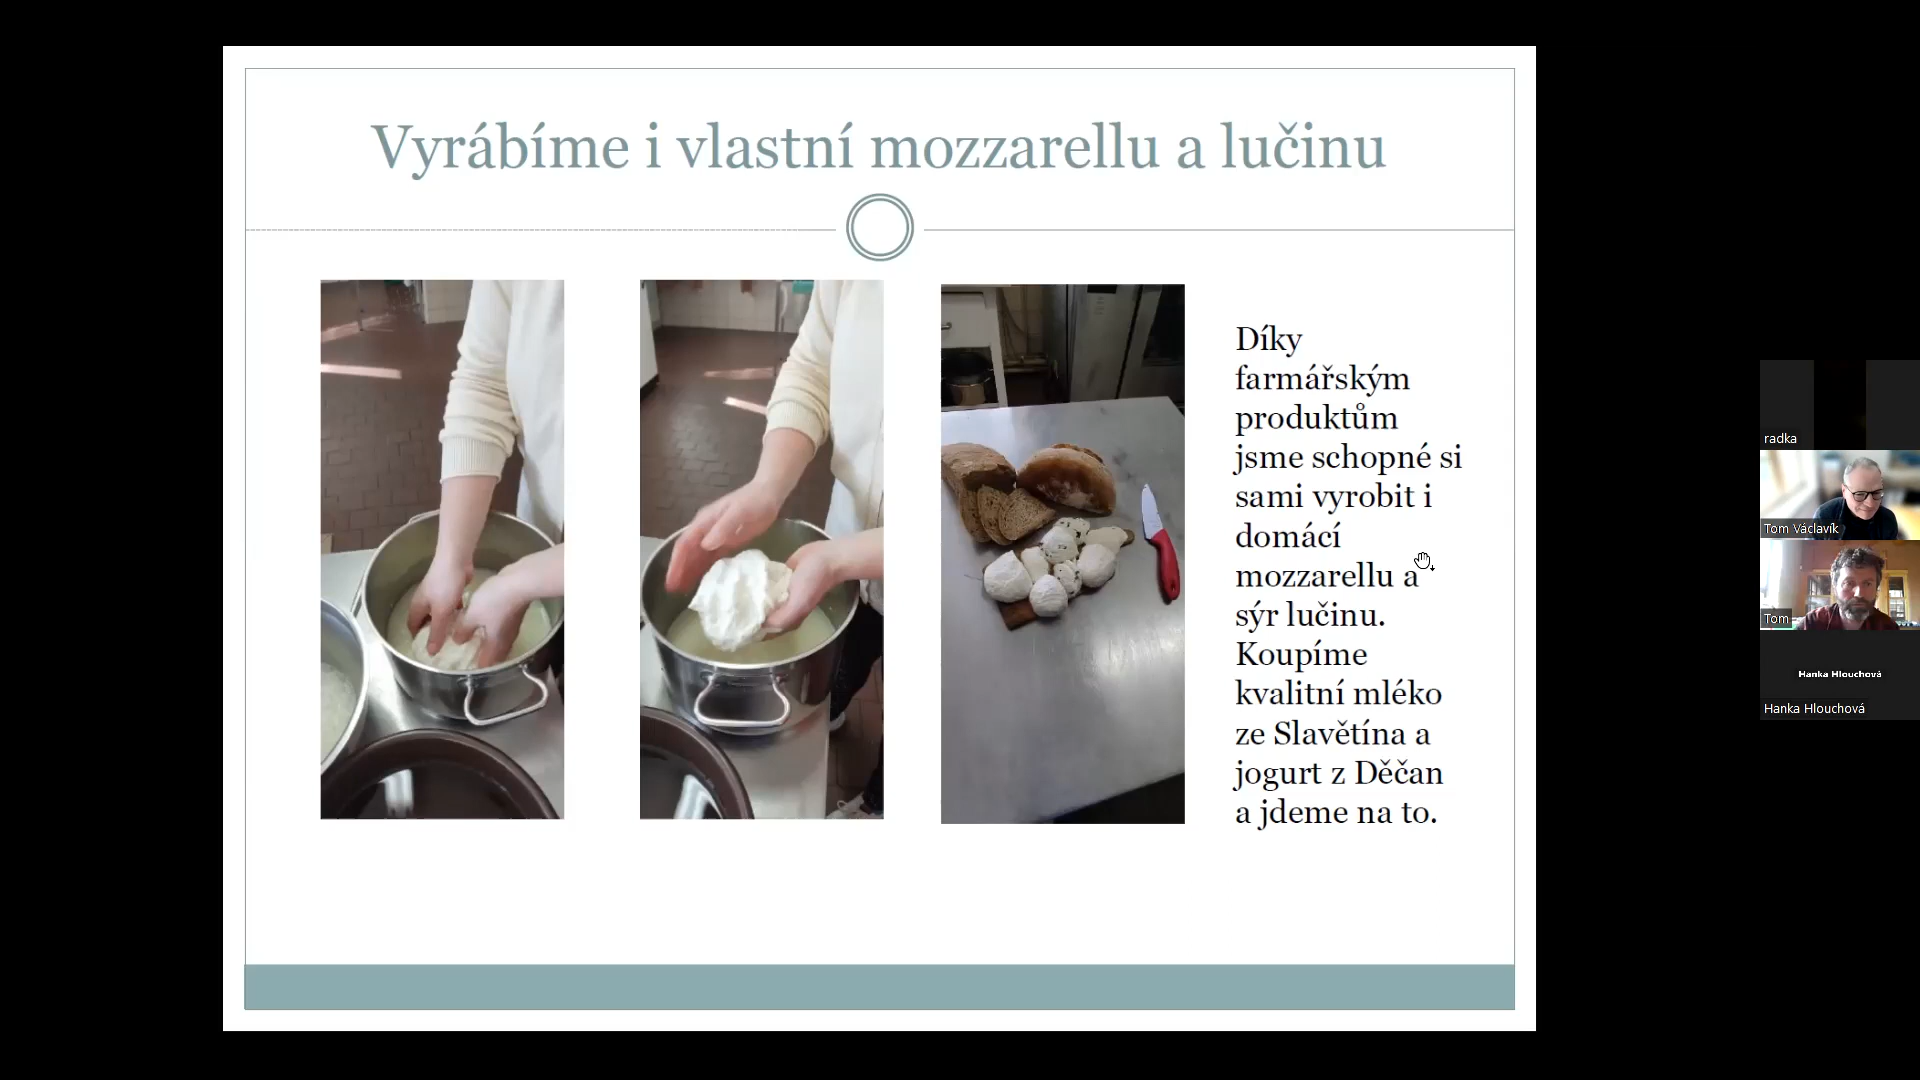 Vyrábíme i vlastní mozzarellu a lučinu
Díky
farmářským
produktům
jsme schopné si
sami vyrobit i
domácí
mozzarellu a
sýr lučinu.
Koupíme
kvalitní mléko
ze Slavětína a
jogurt z Děčan
a jdeme na to.
radka
Tom Václavík
Tom
Hanka Hlouchová
Hanka Hlouchová